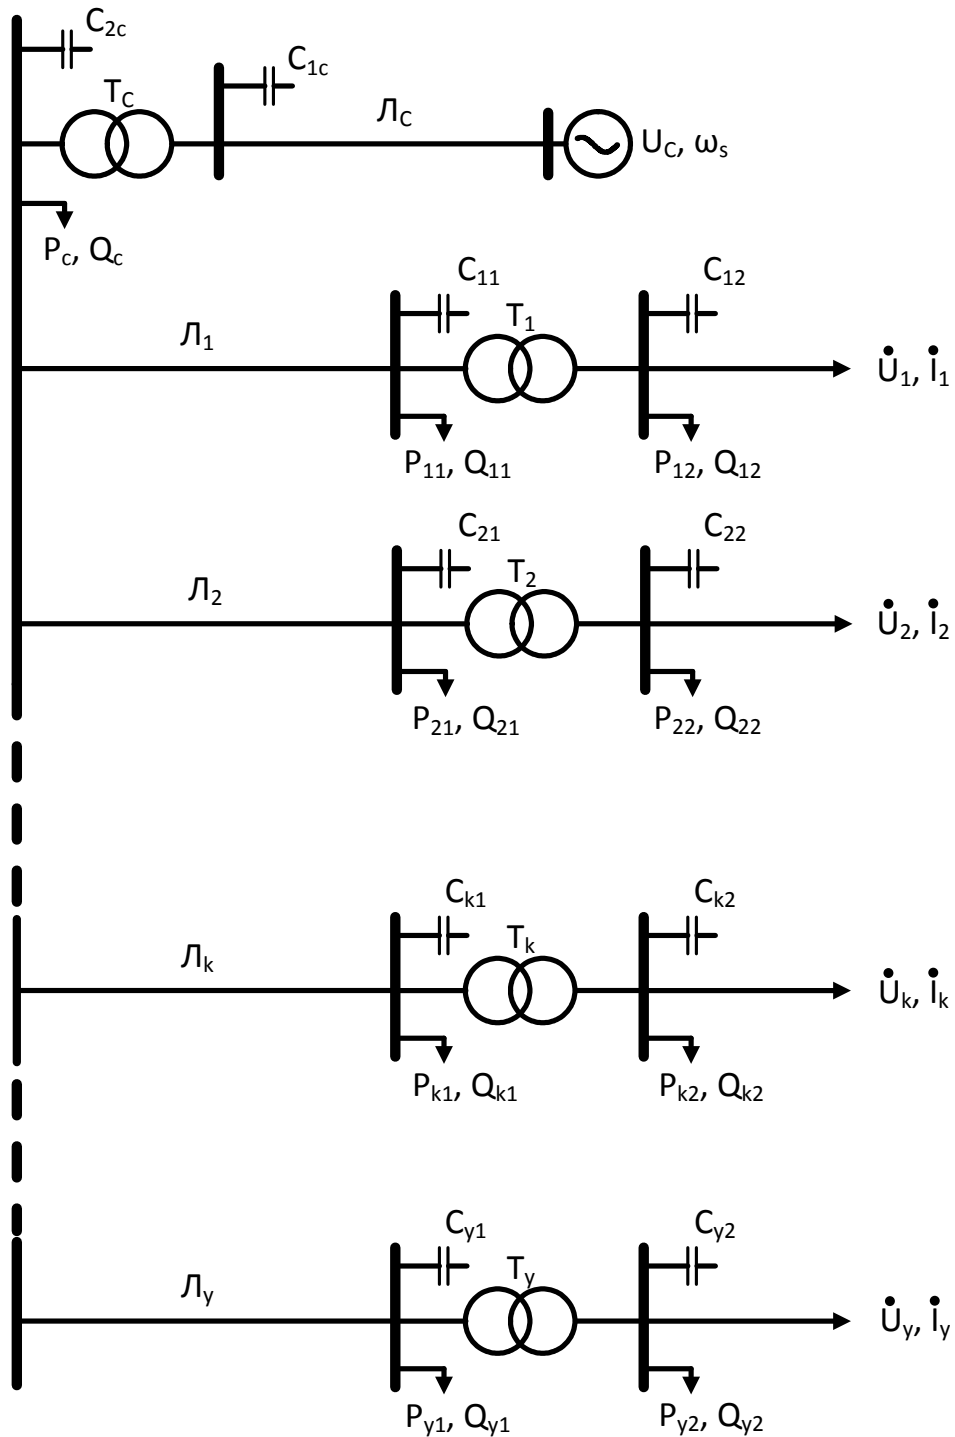 C2c
C1c
TC
ЛC
UC, ωs
Pc, Qc
C11
C12
T1
Л1
U̇1, İ1
P11, Q11
P12, Q12
C21
C22
T2
Л2
U̇2, İ2
P21, Q21
P22, Q22
Ck1
Ck2
Tk
Лk
U̇k, İk
Pk1, Qk1
Pk2, Qk2
Cy1
Cy2
Ty
Лy
U̇y, İy
Py1, Qy1
Py2, Qy2